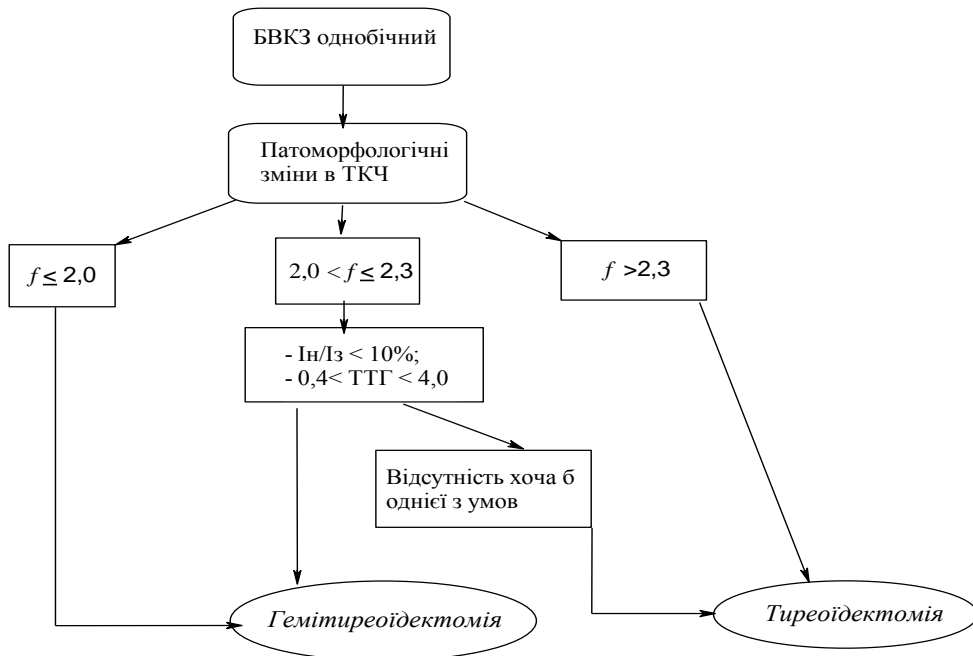 БВКЗ однобічний
Патоморфологічні
зміни в ТКЧ
f ≤ 2,0
2,0 < f ≤ 2,3
f >2,3
- Ін/Із < 10%;
- 0,4< ТТГ < 4,0
Відсутність хоча б
однієї з умов
Гемітиреоїдектомія
Тиреоїдектомія